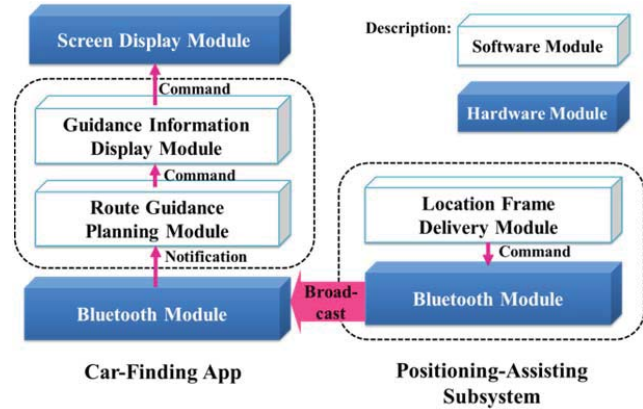 Screen Display Module
Command
Guidance Information
Display Module
Command
Route Guidance
Planning Module
Notification
Bluetooth Module
Car-Finding App
Description:
Software Module
Hardware Module
Location Frame
Delivery Module
Command
Bluetooth Module
Broad-
cast
Positioning-Assisting
Subsystem